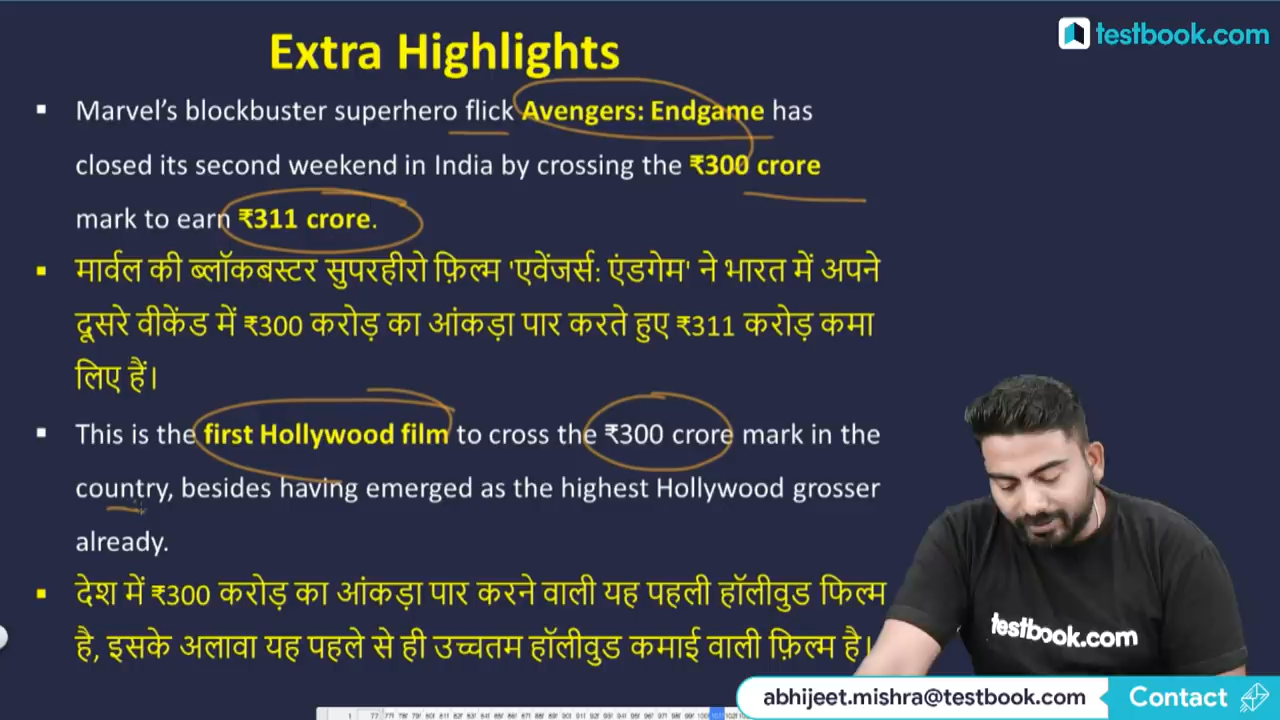 Extra Highlights
testbook.com
▪ Marvel’s blockbuster superhero flick Avengers: Endgame has
closed its second weekend in India by crossing the ₹300 crore
mark to earn ₹311 crore.
▪ मार्वल की ब्लॉकबस्टर सुपरहीरो फ़िल्म 'एवेंजर्स: एंडगेम' ने भारत में अपने
दूसरे वीकेंड में ₹300 करोड़ का आंकड़ा पार करते हुए ₹311 करोड़ कमा
लिए हैं।
▪ This is the first Hollywood film to cross the ₹300 crore mark in the
country, besides having emerged as the highest Hollywood grosser
already.
▪ देश में ₹300 करोड़ का आंकड़ा पार करने वाली यह पहली हॉलीवुड फिल्म
है, इसके अलावा यह पहले से ही उच्चतम हॉलीवुड कमाई वाली फ़िल्म है।
testbook.com
abhijeet.mishra@testbook.com
Contact